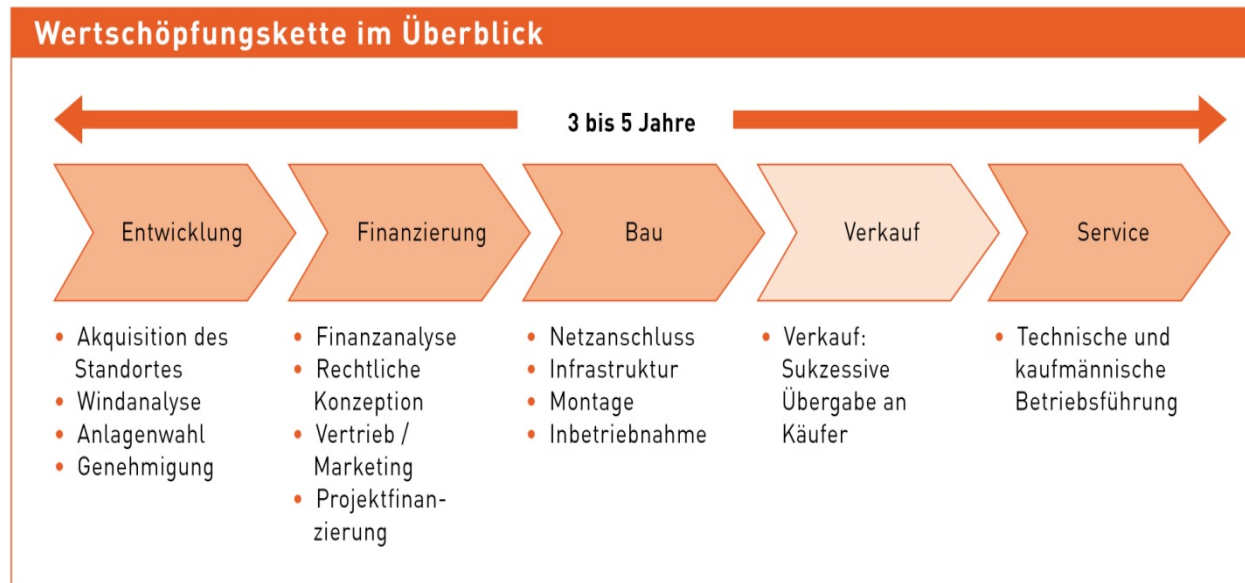 Wertschöpfungskette im Überblick
3 bis 5 Jahre
Entwicklung
Finanzierung
Bau
Verkauf
Service
• Akquisition des
Standortes
• Windanalyse
• Anlagenwahl
• Genehmigung
• Finanzanalyse
• Rechtliche
Konzeption
• Vertrieb /
Marketing
• Projektfinan-
zierung
• Netzanschluss
• Infrastruktur
• Montage
• Inbetriebnahme
• Verkauf:
Sukzessive
Übergabe an
Käufer
• Technische und
kaufmännische
Betriebsführung